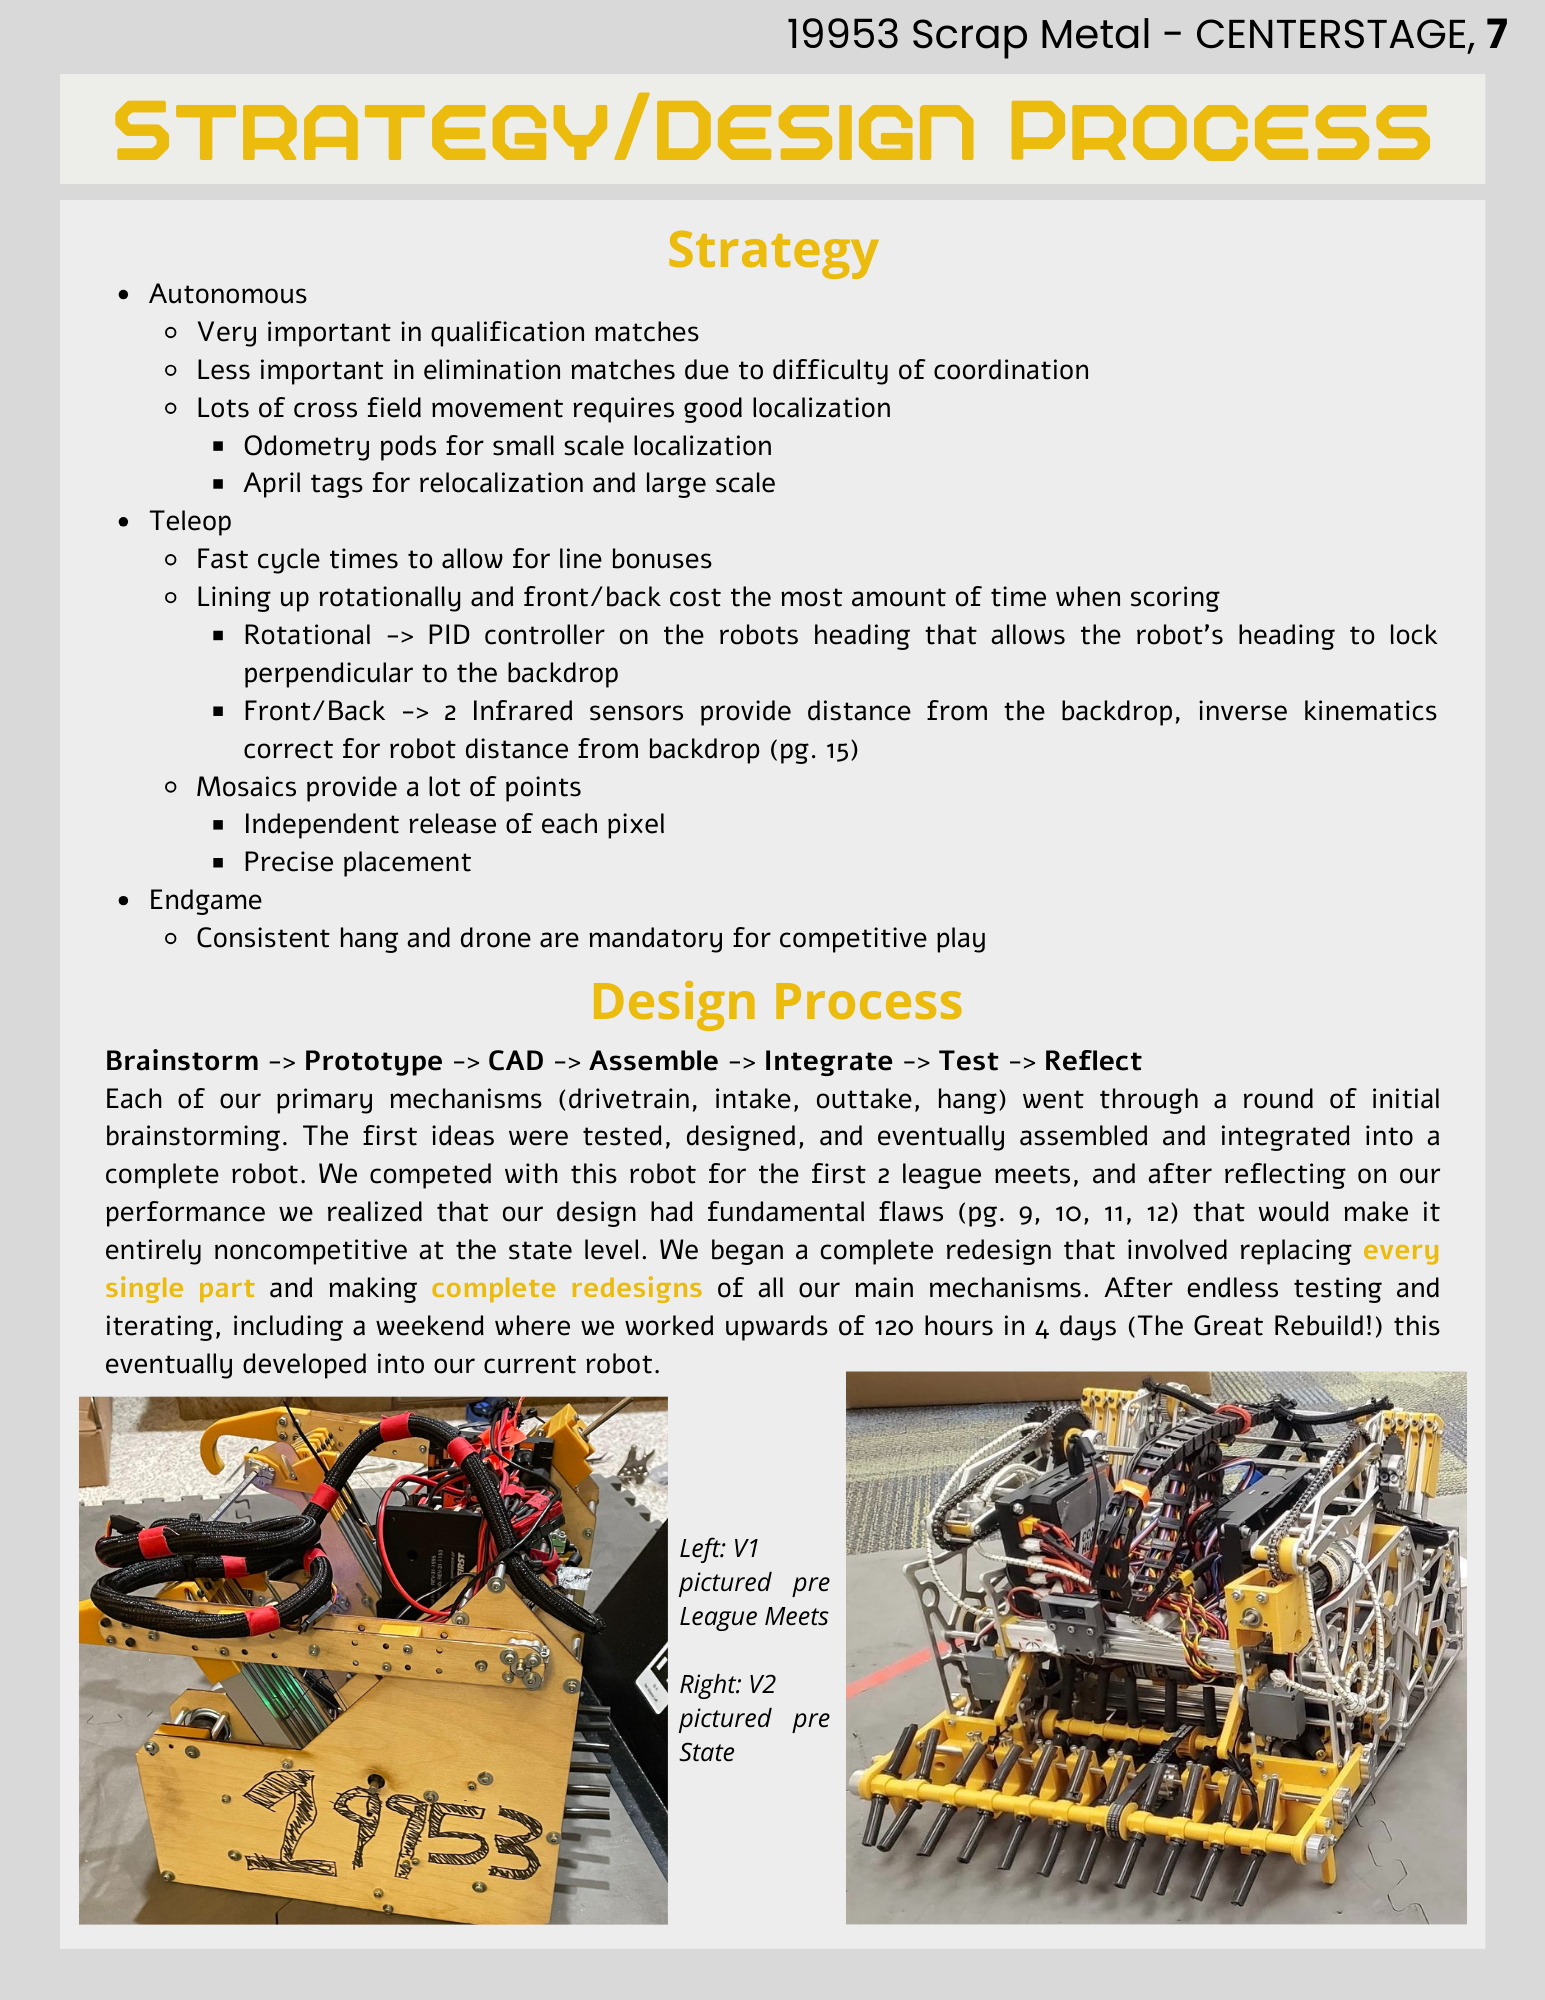 19953 Scrap Metal - CENTERSTAGE, 7
STRATEGY/DESIGN PROCESS
Strategy
• Autonomous
◦ Very important in qualification matches
◦ Less important in elimination matches due to difficulty of coordination
◦ Lots of cross field movement requires good localization
▪ Odometry pods for small scale localization
▪ April tags for relocalization and large scale
• Teleop
◦ Fast cycle times to allow for line bonuses
◦ Lining up rotationally and front/back cost the most amount of time when scoring
▪ Rotational -> PID controller on the robots heading that allows the robot's heading to lock
perpendicular to the backdrop
▪ Front/Back -> 2 Infrared sensors provide distance from the backdrop, inverse kinematics
correct for robot distance from backdrop (pg. 15)
◦ Mosaics provide a lot of points
▪ Independent release of each pixel
▪ Precise placement
• Endgame
◦ Consistent hang and drone are mandatory for competitive play
Design Process
Brainstorm -> Prototype -> CAD -> Assemble -> Integrate -> Test -> Reflect
Each of our primary mechanisms (drivetrain, intake, outtake, hang) went through a round of initial
brainstorming. The first ideas were tested, designed, and eventually assembled and integrated into a
complete robot. We competed with this robot for the first 2 league meets, and after reflecting on our
performance we realized that our design had fundamental flaws (pg. 9, 10, 11, 12) that would make it
entirely noncompetitive at the state level. We began a complete redesign that involved replacing every
single part and making complete redesigns of all our main mechanisms. After endless testing and
iterating, including a weekend where we worked upwards of 120 hours in 4 days (The Great Rebuild!) this
eventually developed into our current robot.
Left: V1
pictured pre
League Meets
Right: V2
pictured pre
State
19953
FIRST